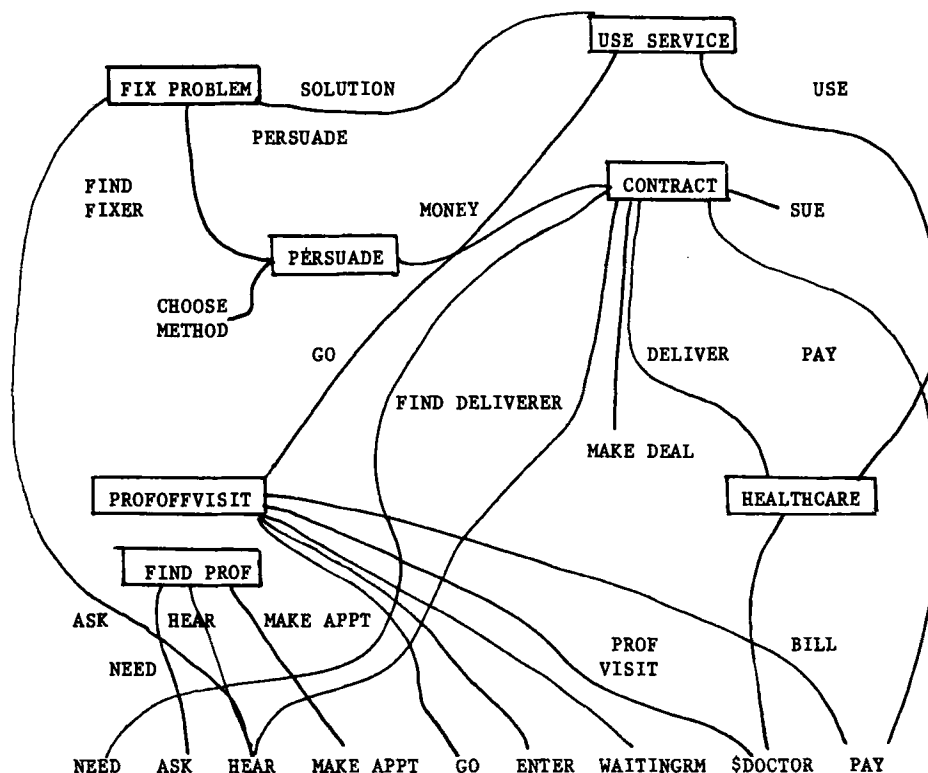 USE SERVICE
FIX PROBLEM
SOLUTION
USE
PERSUADE
FIND
FIXER
CONTRACT
MONEY
SUE
PERSUADE
CHOOSE
METHOD
GO
DELIVER
PAY
FIND DELIVERER
MAKE DEAL
PROFOFFVISIT
HEALTHCARE
FIND PROF
ASK
HEAR
MAKE APPT
PROF
VISIT
BILL
NEED
NEED
ASK
HEAR
MAKE APPT
GO
ENTER
WAITINGRM
$DOCTOR
PAY